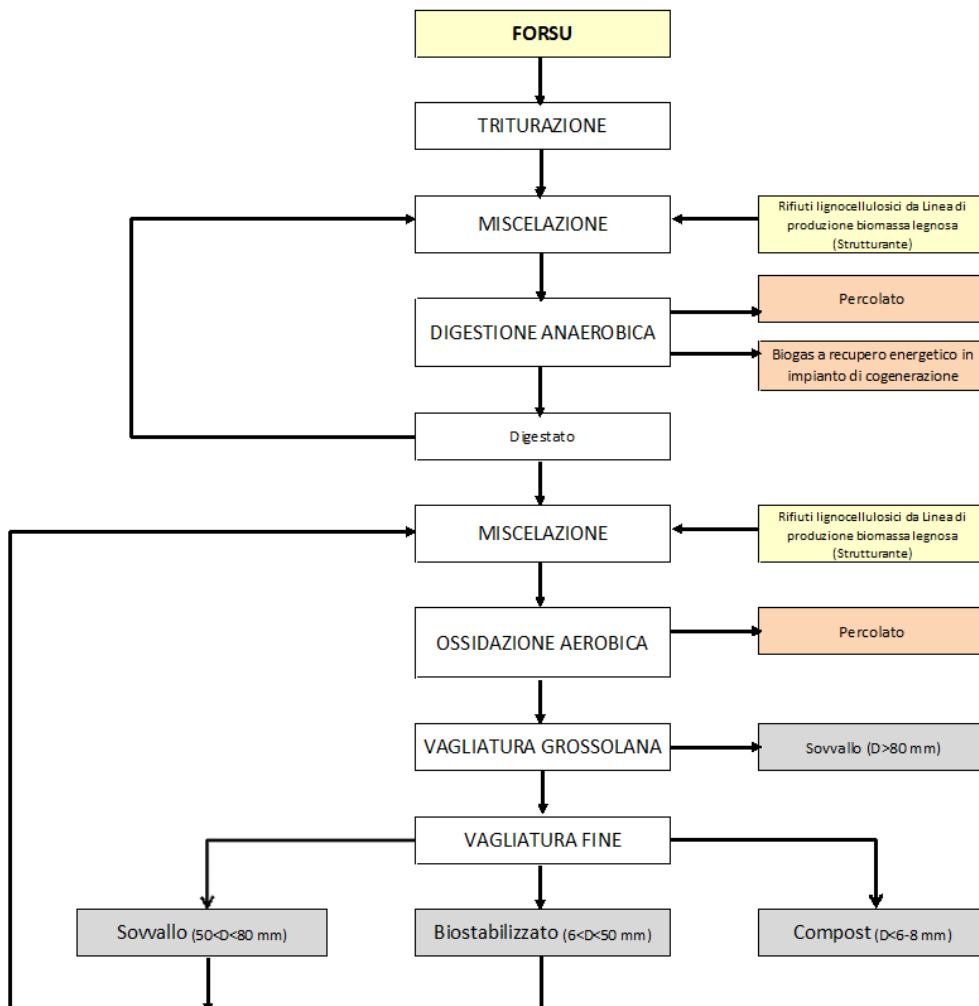 FORSU
TRITURAZIONE
MISCELAZIONE
Rifiuti lignocellulosici da Linea di
produzione biomassa legnosa
(Strutturante)
DIGESTIONE ANAEROBICA
Percolato
Biogas a recupero energetico in
impianto di cogenerazione
Digestato
MISCELAZIONE
Rifiuti lignocellulosici da Linea di
produzione biomassa legnosa
(Strutturante)
OSSIDAZIONE AEROBICA
Percolato
VAGLIATURA GROSSOLANA
Sovvallo (D>80 mm)
VAGLIATURA FINE
Sovvallo (50<D<80 mm)
Biostabilizzato (6<D<50 mm)
Compost (D<6-8 mm)